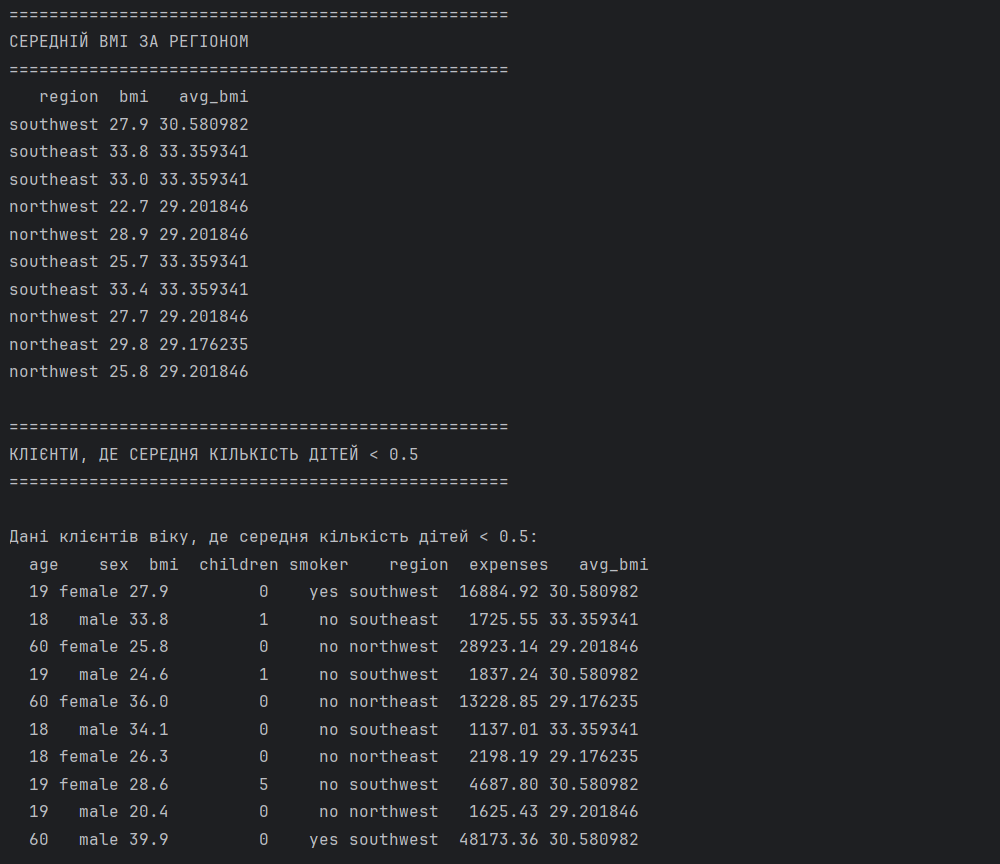 ==================================================
СЕРЕДНІЙ BMI ЗА РЕГІОНОМ
==================================================
   region  bmi   avg_bmi
southwest 27.9 30.580982
southeast 33.8 33.359341
southeast 33.0 33.359341
northwest 22.7 29.201846
northwest 28.9 29.201846
southeast 25.7 33.359341
southeast 33.4 33.359341
northwest 27.7 29.201846
northeast 29.8 29.176235
northwest 25.8 29.201846
==================================================
КЛІЄНТИ, ДЕ СЕРЕДНЯ КІЛЬКІСТЬ ДІТЕЙ < 0.5
==================================================
Дані клієнтів віку, де середня кількість дітей < 0.5:
  age    sex  bmi  children smoker    region  expenses   avg_bmi
  19 female 27.9         0    yes southwest  16884.92 30.580982
  18   male 33.8         1     no southeast   1725.55 33.359341
  60 female 25.8         0     no northwest  28923.14 29.201846
  19   male 24.6         1     no southwest   1837.24 30.580982
  60 female 36.0         0     no northeast  13228.85 29.176235
  18   male 34.1         0     no southeast   1137.01 33.359341
  18 female 26.3         0     no northeast   2198.19 29.176235
  19 female 28.6         5     no southwest   4687.80 30.580982
  19   male 20.4         0     no northwest   1625.43 29.201846
  60   male 39.9         0    yes southwest  48173.36 30.580982